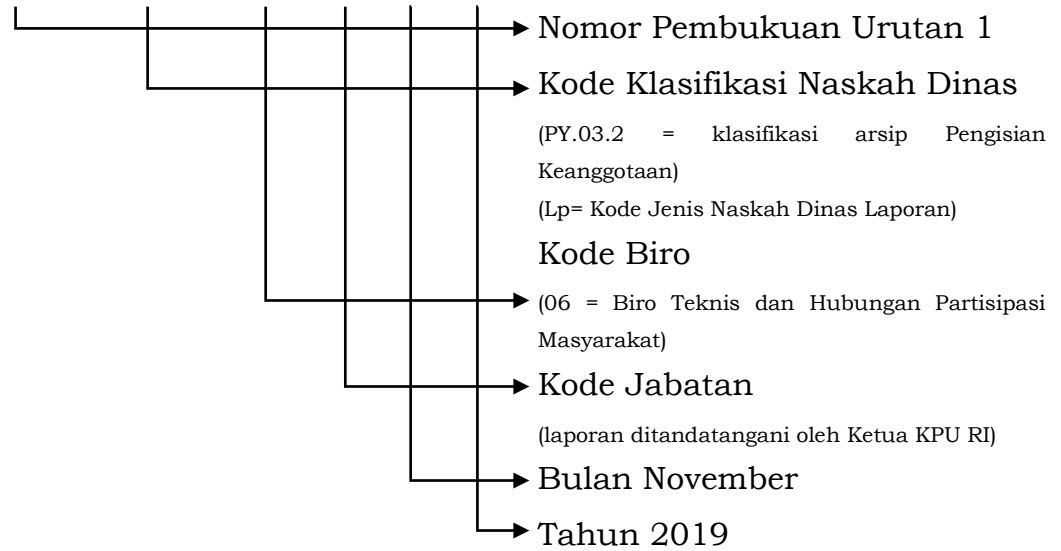 Nomor Pembukuan Urutan 1
Kode Klasifikasi Naskah Dinas
(PY.03.2 = klasifikasi arsip Pengisian
Keanggotaan)
(Lp= Kode Jenis Naskah Dinas Laporan)
Kode Biro
(06 = Biro Teknis dan Hubungan Partisipasi
Masyarakat)
Kode Jabatan
(laporan ditandatangani oleh Ketua KPU RI)
Bulan November
Tahun 2019